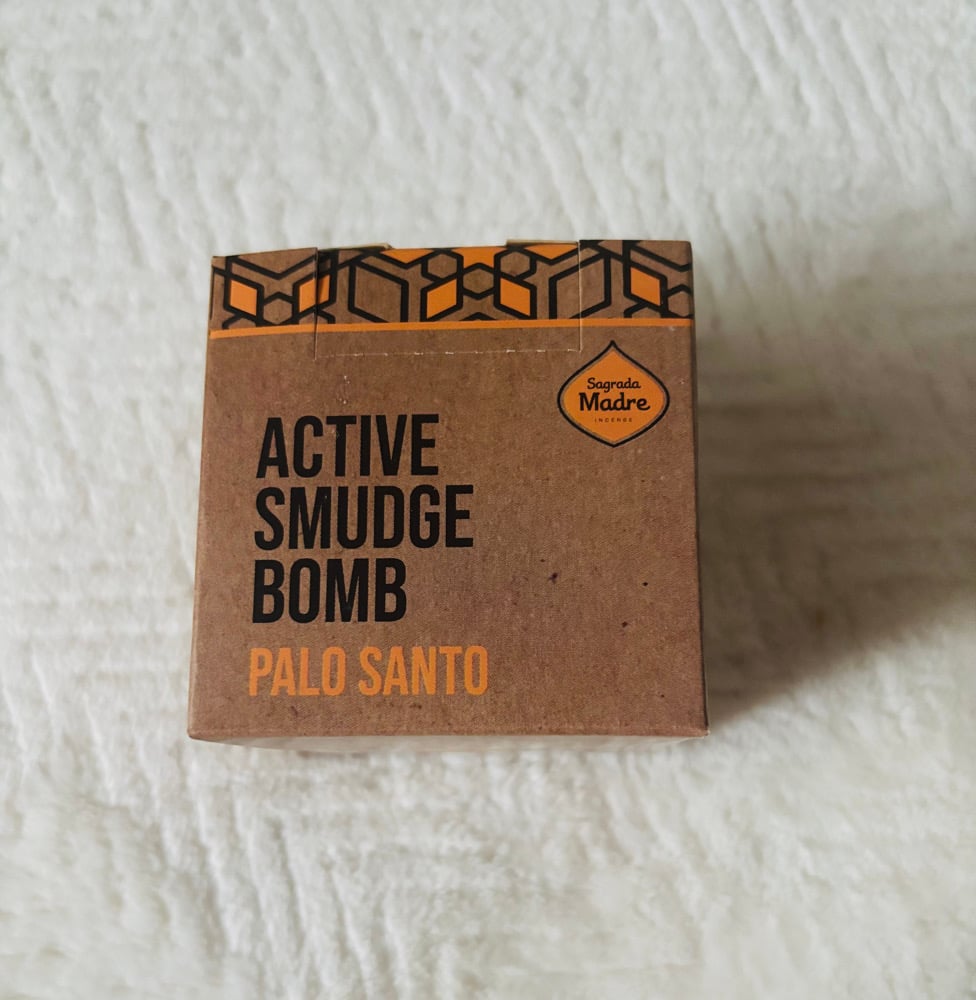 Sagrada
Madre
INCENSE
ACTIVE
SMUDGE
BOMB
PALO SANTO